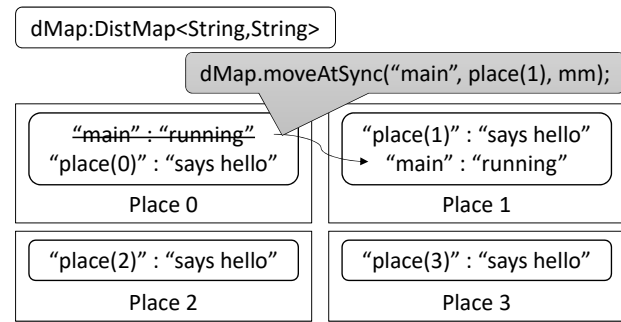 dMap:DistMap<String,String>
dMap.moveAtSync(“main”, place(1), mm);
“main” : “running”
“place(0)” : “says hello”
Place 0
“place(1)” : “says hello”
“main” : “running”
Place 1
“place(2)” : “says hello”
Place 2
“place(3)” : “says hello”
Place 3